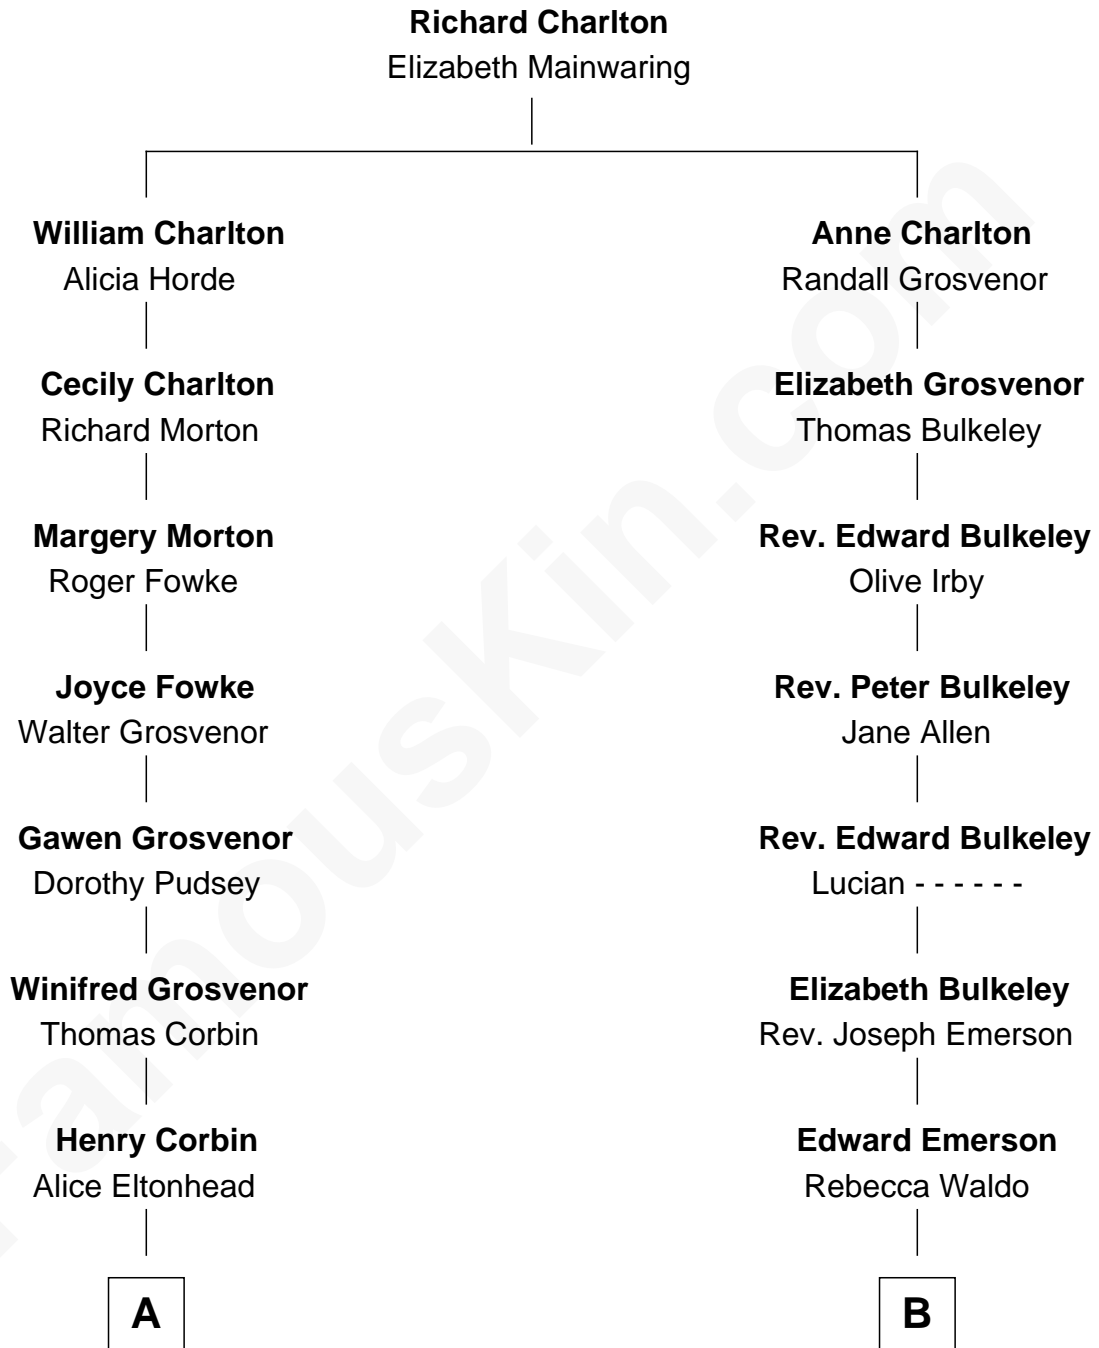 Richard Charlton
Elizabeth Mainwaring
William Charlton
Alicia Horde
Anne Charlton
Randall Grosvenor
Cecily Charlton
Richard Morton
Elizabeth Grosvenor
Thomas Bulkeley
Margery Morton
Roger Fowke
Rev. Edward Bulkeley
Olive Irby
Joyce Fowke
Walter Grosvenor
Rev. Peter Bulkeley
Jane Allen
Gawen Grosvenor
Dorothy Pudsey
Rev. Edward Bulkeley
Lucian - - - - - -
Winifred Grosvenor
Thomas Corbin
Elizabeth Bulkeley
Rev. Joseph Emerson
Henry Corbin
Alice Eltonhead
Edward Emerson
Rebecca Waldo
A
B
FamousKin.com